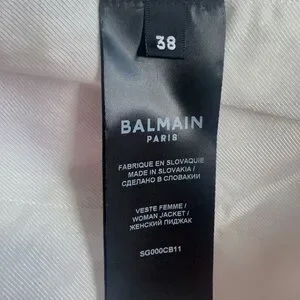 38
BALMAIN
PARIS
FABRIQUE EN SLOVAQUIE
MADE IN SLOVAKIA /
СДЕЛАНО В СЛОВАКИИ
VESTE FEMME /
WOMAN JACKET /
ЖЕНСКИЙ ПИДЖАК
SG000CB11